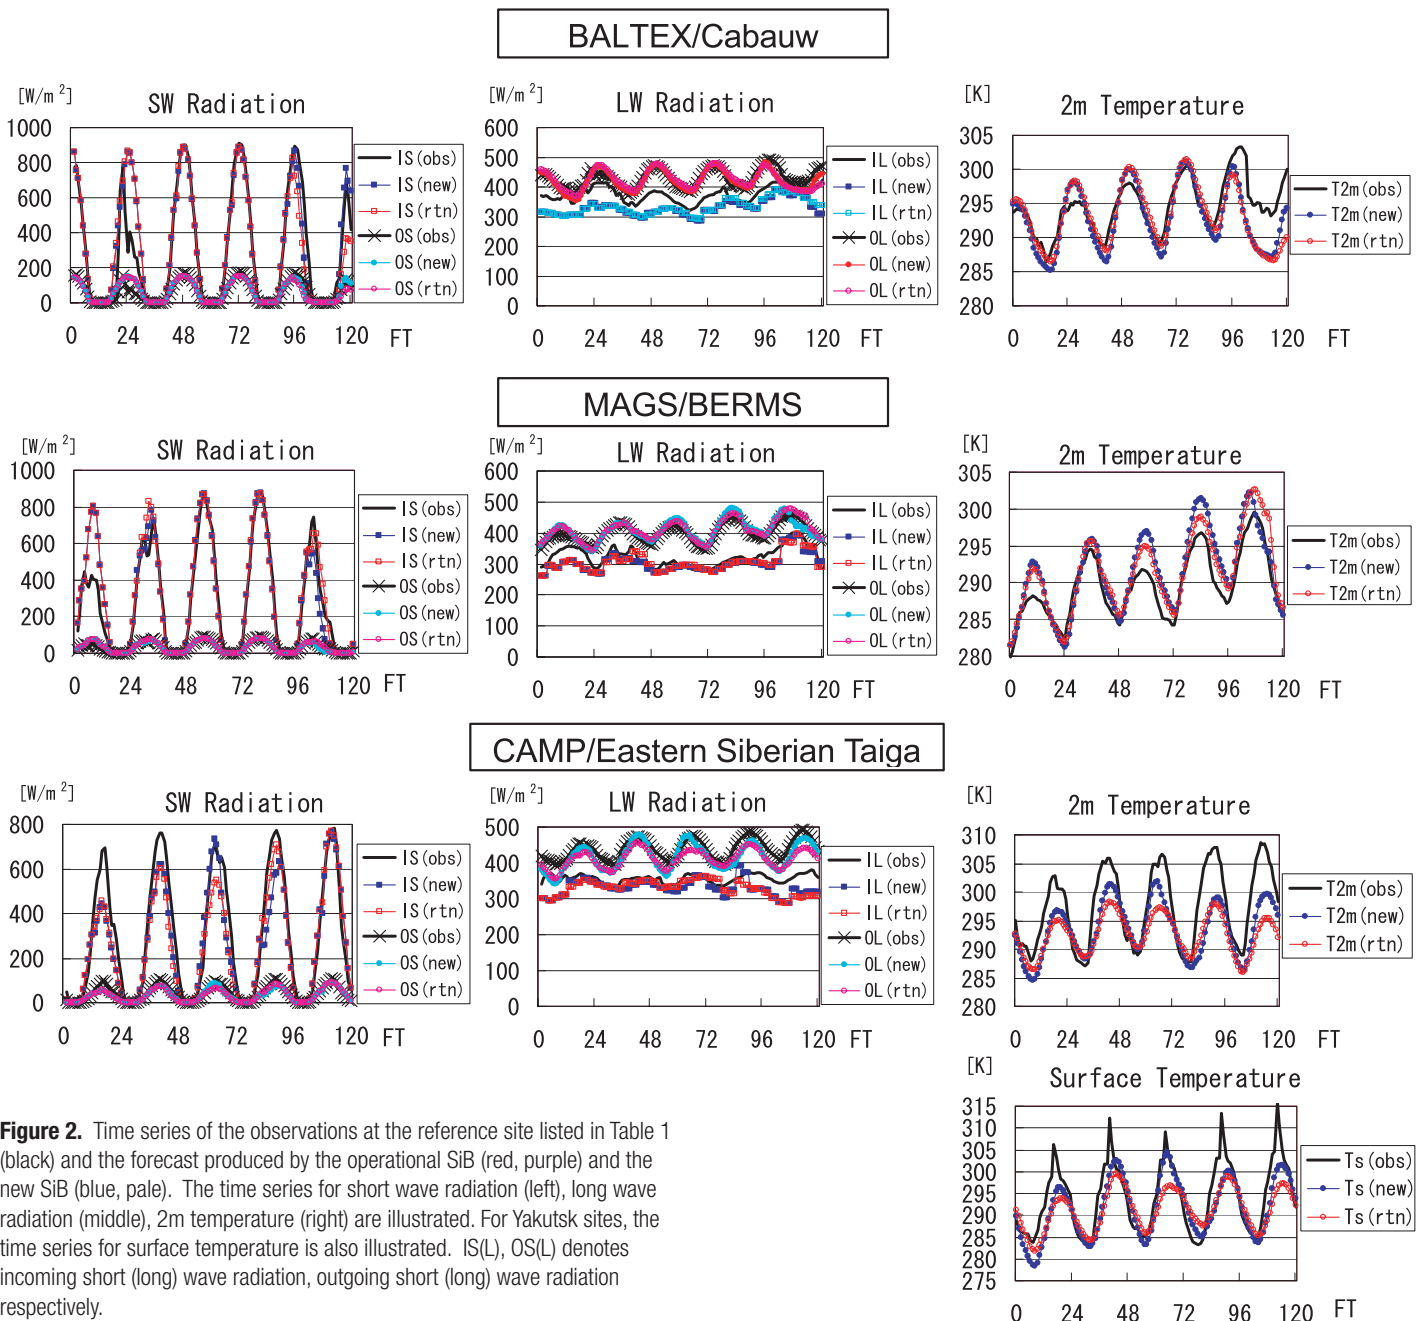 BALTEX/Cabauw
[W/m²]
SW Radiation
1000
800
600
400
200
0
0 24 48 72 96 120 FT
IS(obs)
IS(new)
IS(rtn)
OS(obs)
OS(new)
OS(rtn)
[W/m²]
LW Radiation
600
500
400
300
200
100
0
0 24 48 72 96 120 FT
IL(obs)
IL(new)
IL(rtn)
OL(obs)
OL(new)
OL(rtn)
[K]
2m Temperature
305
300
295
290
285
280
0 24 48 72 96 120 FT
T2m(obs)
T2m(new)
T2m(rtn)
MAGS/BERMS
[W/m²]
SW Radiation
1000
800
600
400
200
0
0 24 48 72 96 120 FT
IS(obs)
IS(new)
IS(rtn)
OS(obs)
OS(new)
OS(rtn)
[W/m²]
LW Radiation
600
500
400
300
200
100
0
0 24 48 72 96 120 FT
IL(obs)
IL(new)
IL(rtn)
OL(obs)
OL(new)
OL(rtn)
[K]
2m Temperature
305
300
295
290
285
280
0 24 48 72 96 120 FT
T2m(obs)
T2m(new)
T2m(rtn)
CAMP/Eastern Siberian Taiga
[W/m²]
SW Radiation
800
600
400
200
0
0 24 48 72 96 120 FT
IS(obs)
IS(new)
IS(rtn)
OS(obs)
OS(new)
OS(rtn)
[W/m²]
LW Radiation
500
400
300
200
100
0
0 24 48 72 96 120 FT
IL(obs)
IL(new)
IL(rtn)
OL(obs)
OL(new)
OL(rtn)
[K]
2m Temperature
310
305
300
295
290
285
280
0 24 48 72 96 120 FT
T2m(obs)
T2m(new)
T2m(rtn)
[K]
Surface Temperature
315
305
300
295
290
285
280
275
0 24 48 72 96 120 FT
Ts(obs)
Ts(new)
Ts(rtn)
Figure 2. Time series of the observations at the reference site listed in Table 1
(black) and the forecast produced by the operational SiB (red, purple) and the
new SiB (blue, pale). The time series for short wave radiation (left), long wave
radiation (middle), 2m temperature (right) are illustrated. For Yakutsk sites, the
time series for surface temperature is also illustrated. IS(L), OS(L) denotes
incoming short (long) wave radiation, outgoing short (long) wave radiation
respectively.